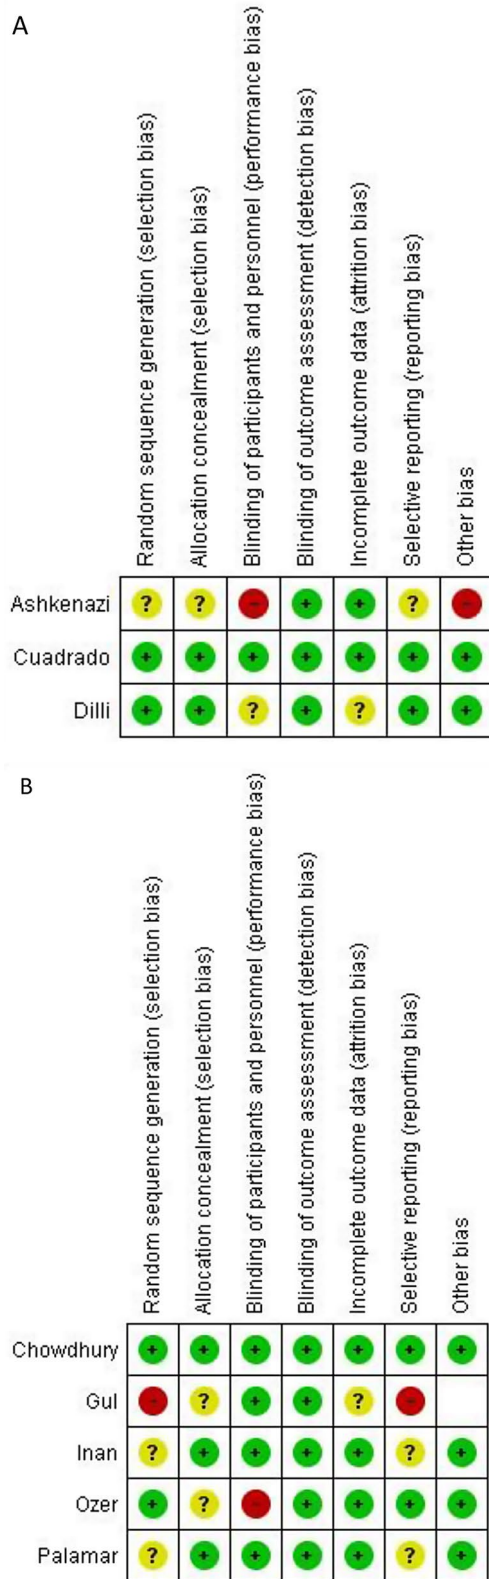 A
Random sequence generation (selection bias)
Allocation concealment (selection bias)
Blinding of participants and personnel (performance bias)
Blinding of outcome assessment (detection bias)
Incomplete outcome data (attrition bias)
Selective reporting (reporting bias)
Other bias
Ashkenazi ? ? - + + ? -
Cuadrado + + + + + + +
Dilli + + ? + ? + +
B
Random sequence generation (selection bias)
Allocation concealment (selection bias)
Blinding of participants and personnel (performance bias)
Blinding of outcome assessment (detection bias)
Incomplete outcome data (attrition bias)
Selective reporting (reporting bias)
Other bias
Chowdhury + + + + + + +
Gul - ? + + ? -
Inan ? + + + + ? +
Ozer + ? - + + + +
Palamar ? + + + + ? +